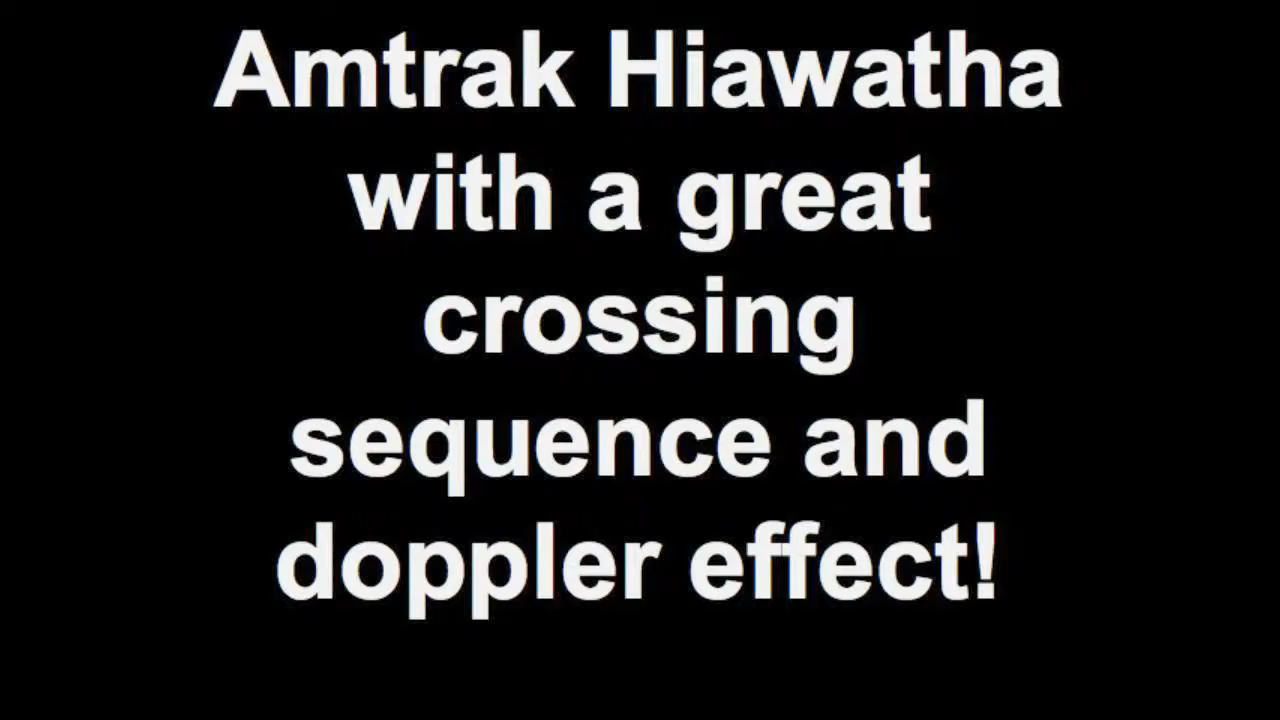 Amtrak Hiawatha
with a great
crossing
sequence and
doppler effect!